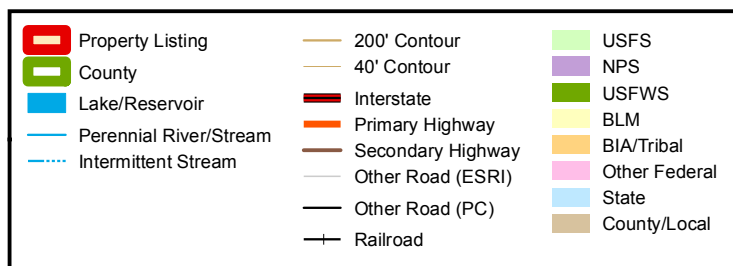 Property Listing
County
Lake/Reservoir
Perennial River/Stream
Intermittent Stream
200' Contour
40' Contour
Interstate
Primary Highway
Secondary Highway
Other Road (ESRI)
Other Road (PC)
Railroad
USFS
NPS
USFWS
BLM
BIA/Tribal
Other Federal
State
County/Local